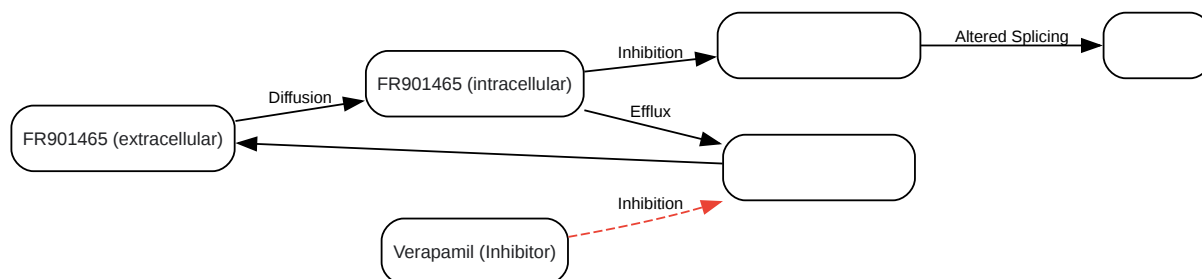 Inhibition
Altered Splicing
FR901465 (intracellular)
Diffusion
Efflux
FR901465 (extracellular)
Inhibition
Verapamil (Inhibitor)